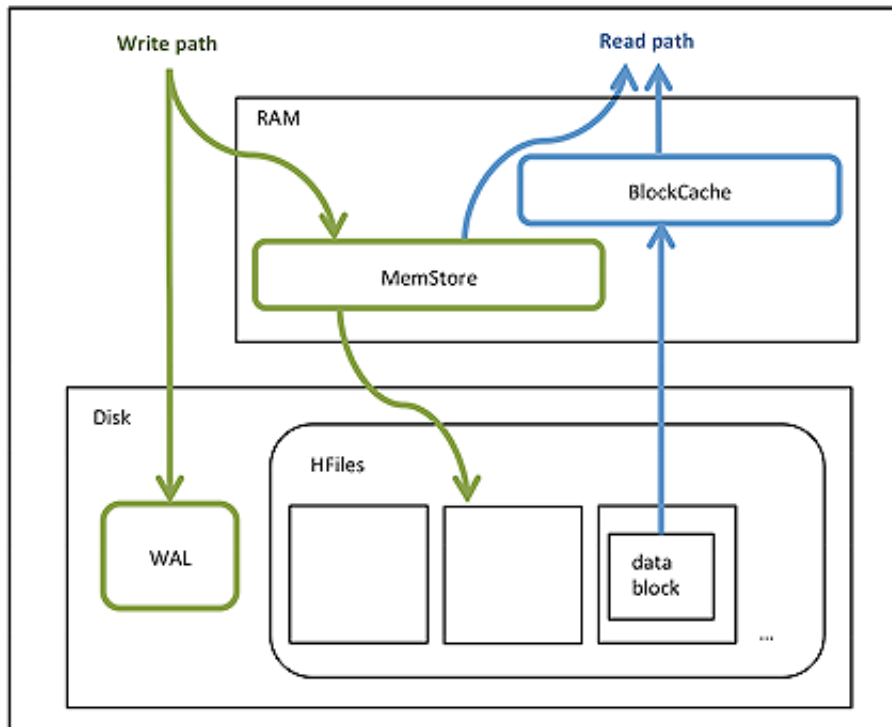 Write path
Read path
RAM
BlockCache
MemStore
Disk
HFiles
WAL
data
block
...